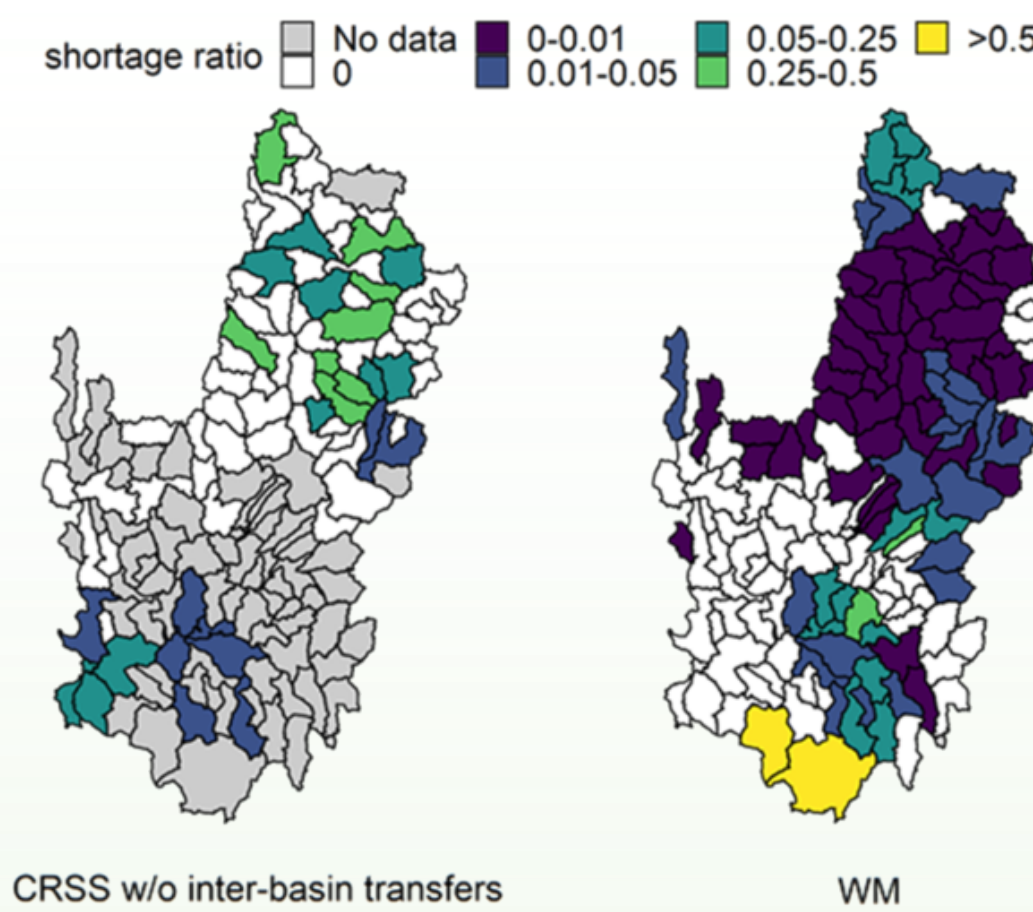 shortage ratio
No data 0-0.01 0.05-0.25 >0.5
0 0.01-0.05 0.25-0.5
CRSS w/o inter-basin transfers WM